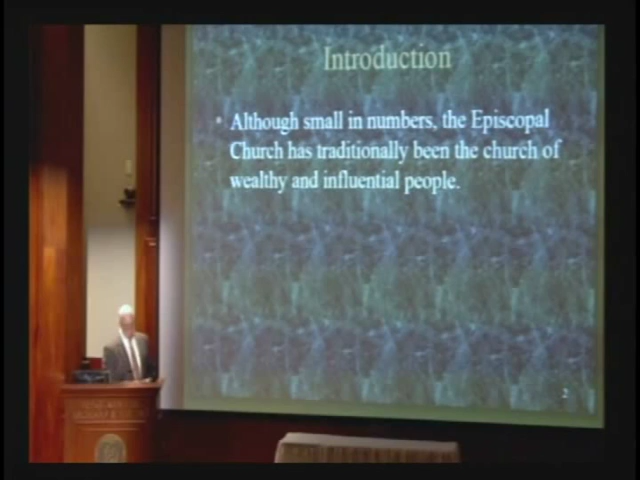 Introduction
• Although small in numbers, the Episcopal
Church has traditionally been the church of
wealthy and influential people.
2